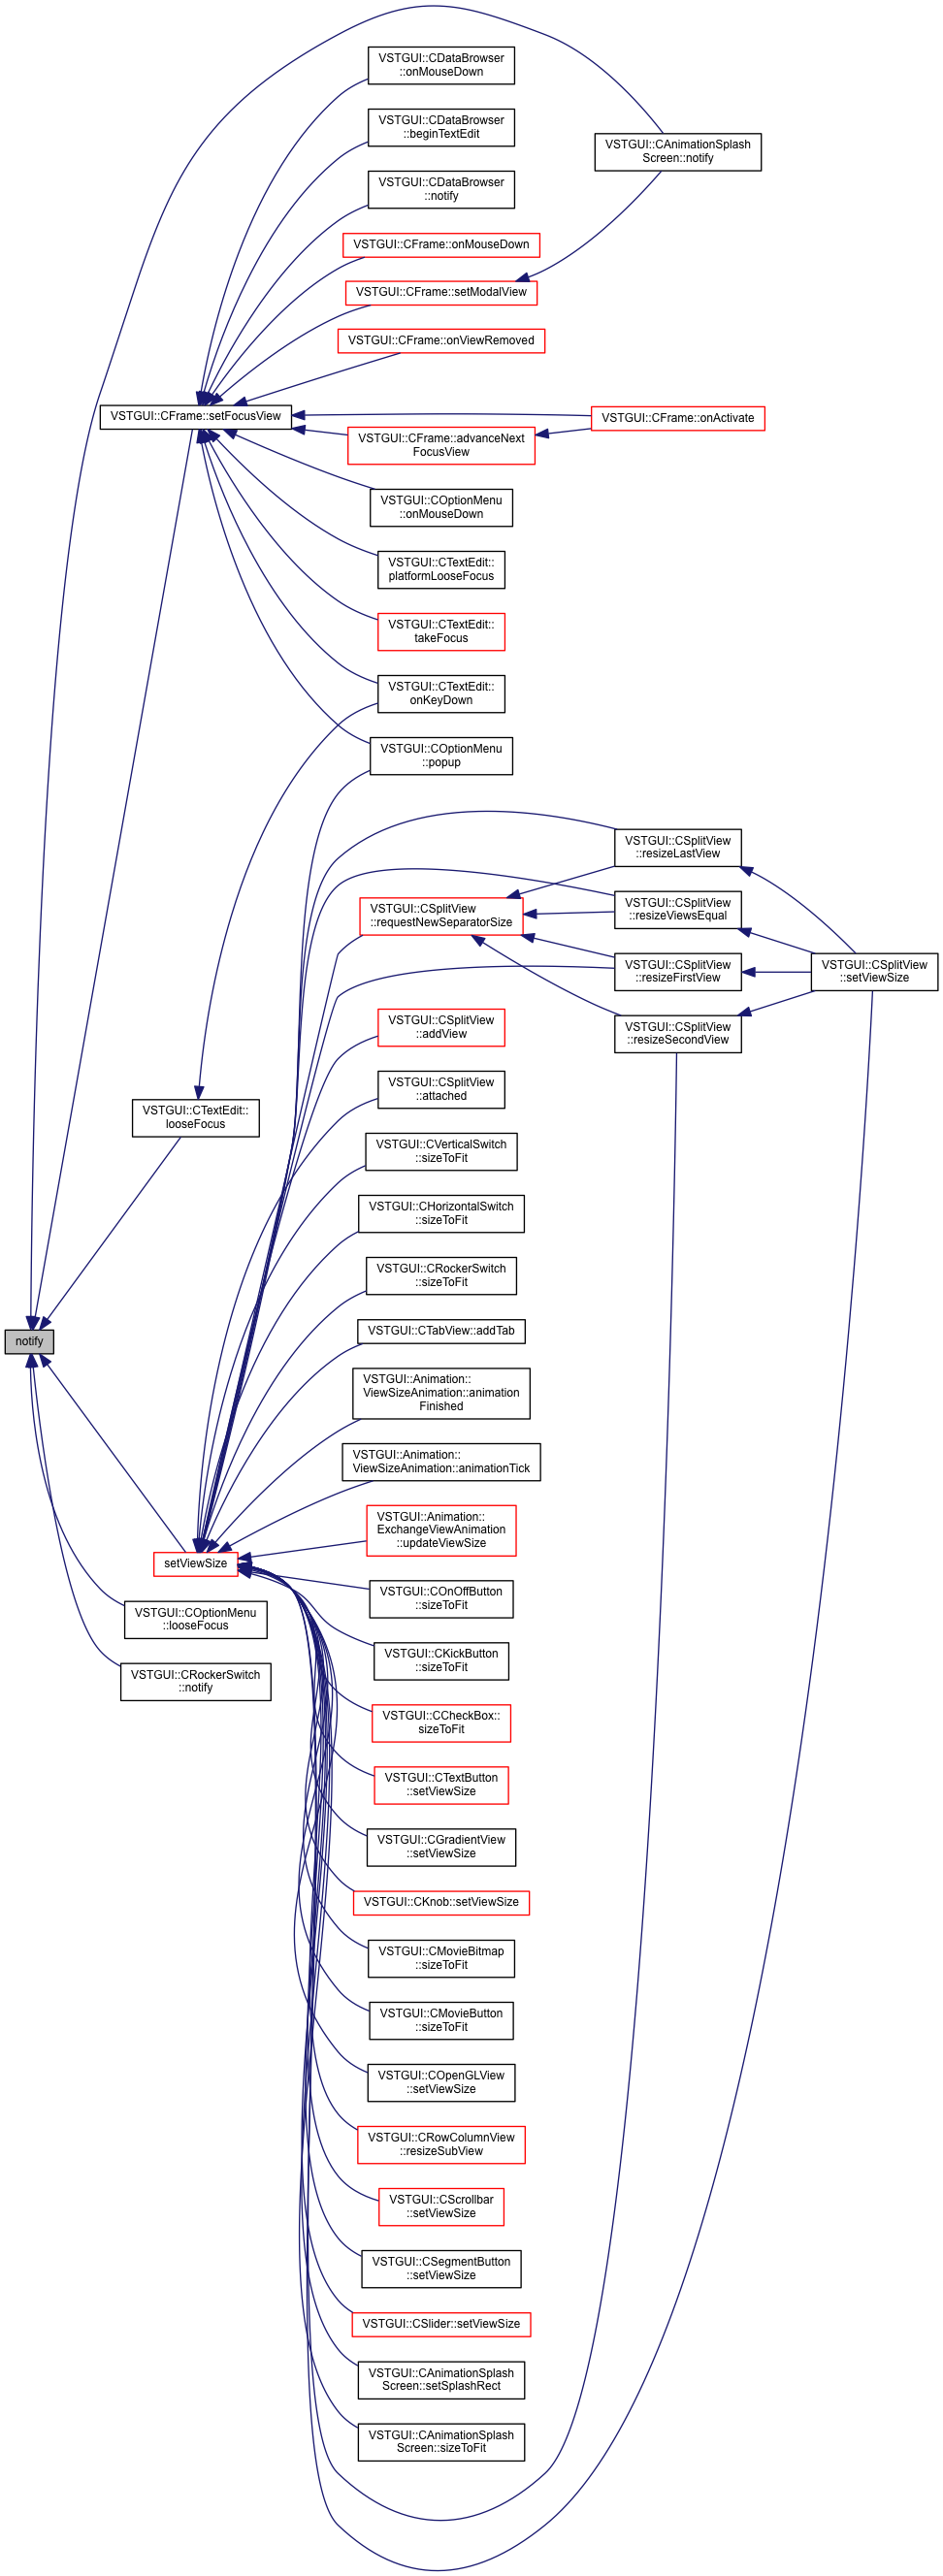 VSTGUI::CDataBrowser
::onMouseDown
VSTGUI::CDataBrowser
::beginTextEdit
VSTGUI::CAnimationSplash
Screen::notify
VSTGUI::CDataBrowser
::notify
VSTGUI::CFrame::onMouseDown
VSTGUI::CFrame::setModalView
VSTGUI::CFrame::onViewRemoved
VSTGUI::CFrame::setFocusView
VSTGUI::CFrame::onActivate
VSTGUI::CFrame::advanceNext
FocusView
VSTGUI::COptionMenu
::onMouseDown
VSTGUI::CTextEdit::
platformLooseFocus
VSTGUI::CTextEdit::
takeFocus
VSTGUI::CTextEdit::
onKeyDown
VSTGUI::COptionMenu
::popup
VSTGUI::CSplitView
::resizeLastView
VSTGUI::CSplitView
::requestNewSeparatorSize
VSTGUI::CSplitView
::resizeViewsEqual
VSTGUI::CSplitView
::resizeFirstView
VSTGUI::CSplitView
::setViewSize
VSTGUI::CSplitView
::addView
VSTGUI::CSplitView
::resizeSecondView
VSTGUI::CSplitView
::attached
VSTGUI::CTextEdit::
looseFocus
VSTGUI::CVerticalSwitch
::sizeToFit
VSTGUI::CHorizontalSwitch
::sizeToFit
VSTGUI::CRockerSwitch
::sizeToFit
VSTGUI::CTabView::addTab
notify
VSTGUI::Animation::
ViewSizeAnimation::animation
Finished
VSTGUI::Animation::
ViewSizeAnimation::animationTick
VSTGUI::Animation::
ExchangeViewAnimation
::updateViewSize
setViewSize
VSTGUI::COnOffButton
::sizeToFit
VSTGUI::COptionMenu
::looseFocus
VSTGUI::CKickButton
::sizeToFit
VSTGUI::CRockerSwitch
::notify
VSTGUI::CCheckBox::
sizeToFit
VSTGUI::CTextButton
::setViewSize
VSTGUI::CGradientView
::setViewSize
VSTGUI::CKnob::setViewSize
VSTGUI::CMovieBitmap
::sizeToFit
VSTGUI::CMovieButton
::sizeToFit
VSTGUI::COpenGLView
::setViewSize
VSTGUI::CRowColumnView
::resizeSubView
VSTGUI::CScrollbar
::setViewSize
VSTGUI::CSegmentButton
::setViewSize
VSTGUI::CSlider::setViewSize
VSTGUI::CAnimationSplash
Screen::setSplashRect
VSTGUI::CAnimationSplash
Screen::sizeToFit